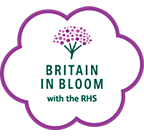 BRITAIN
IN BLOOM
with the RHS